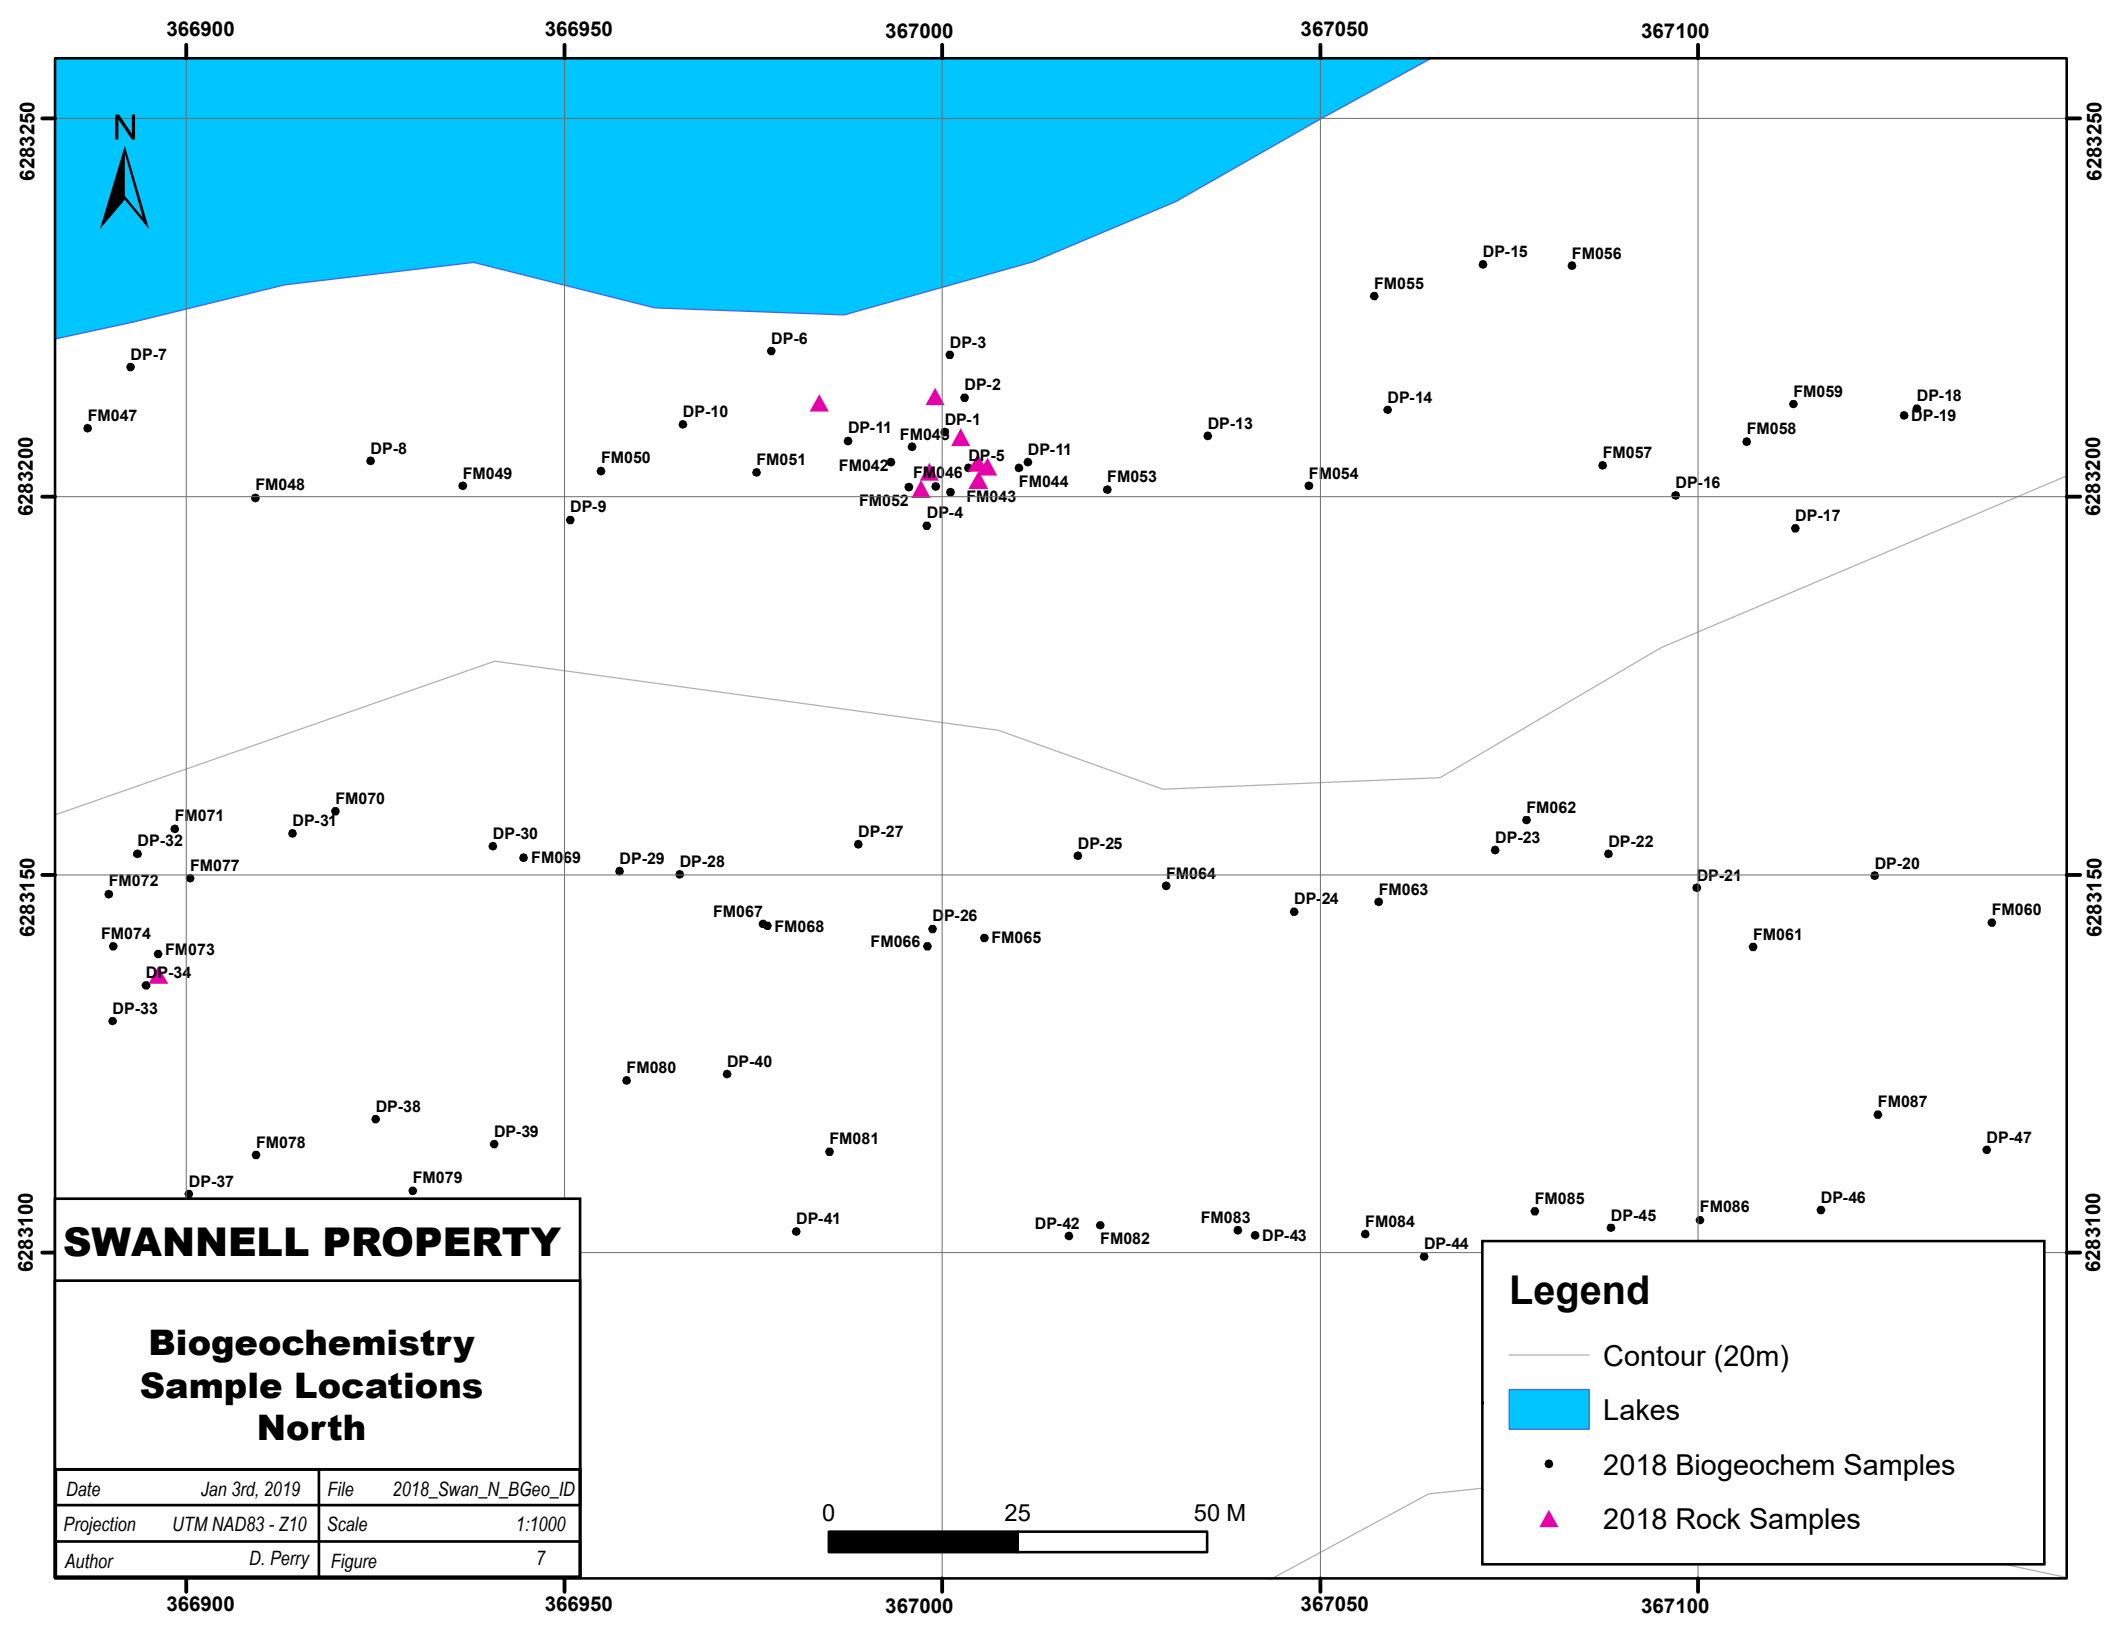 366900 366950 367000 367050 367100
6283250 6283250
N
DP-15 FM056
FM055
DP-6 DP-3
DP-7
DP-2
FM047 DP-10 DP-14 FM059 DP-18
DP-19
DP-11 DP-1 DP-13 FM058
FM045
DP-8 FM050 FM051 FM042 DP-5 DP-11 FM057
FM048 FM049 FM046 FM044 FM053 FM054 DP-16
6283200 6283200
FM052 FM043
DP-9 DP-4 DP-17
FM070 FM062
FM071 DP-31
DP-32 DP-30 DP-27 DP-25 DP-23 DP-22
FM077 FM069 DP-29 DP-28 DP-20
FM072 FM064 DP-21
6283150 6283150
FM063
DP-24
FM067 DP-26 FM060
FM068
FM074 FM066 FM065 FM061
FM073
DP-34
DP-33
FM080 DP-40
DP-38 FM087
FM078 DP-39 FM081 DP-47
DP-37 FM079
FM085 DP-46
DP-41 DP-42 FM083 FM084 DP-45 FM086
FM082 DP-43
DP-44
6283100 6283100
SWANNELL PROPERTY
Biogeochemistry
Sample Locations
North
Date Jan 3rd, 2019 File 2018_Swan_N_BGeo_ID
Projection UTM NAD83 - Z10 Scale 1:1000
Author D. Perry Figure 7
0 25 50 M
Legend
Contour (20m)
Lakes
2018 Biogeochem Samples
2018 Rock Samples
366900 366950 367000 367050 367100